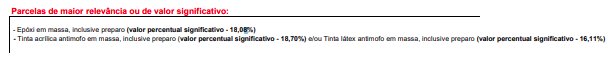 Parcelas de maior relevância ou de valor significativo:
- Epóxi em massa, inclusive preparo (valor percentual significativo - 18,08%)
- Tinta acrílica antimofo em massa, inclusive preparo (valor percentual significativo - 18,70%) e/ou Tinta látex antimofo em massa, inclusive preparo (valor percentual significativo - 16,11%)